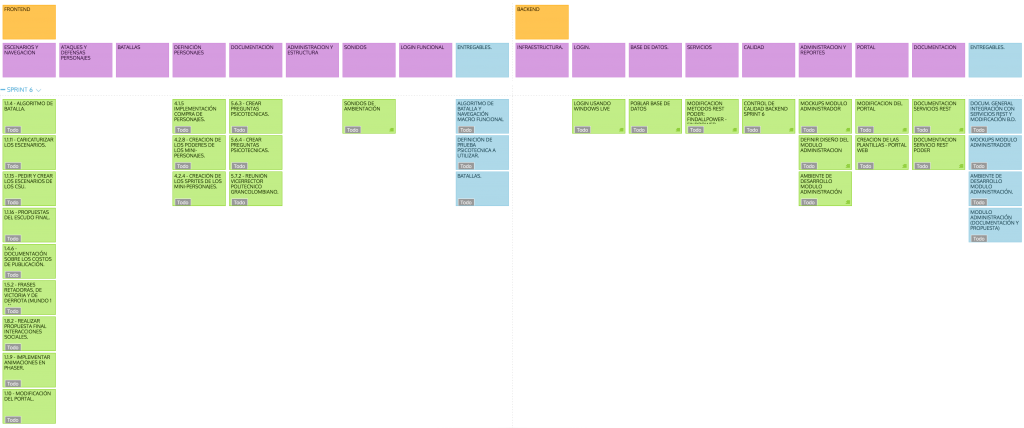 FRONTEND
BACKEND
ESCENARIOS Y
NAVEGACION
ATAQUES Y
DEFENSAS
PERSONAJES
BATALLAS
DEFINICION
PERSONAJES
DOCUMENTACIÓN
ADMINISTRACION Y
ESTRUCTURA
SONIDOS
LOGIN FUNCIONAL
ENTREGABLES.
INFRAESTRUCTURA.
LOGIN.
BASE DE DATOS.
SERVICIOS
CALIDAD
ADMINISTRACION Y
REPORTES
PORTAL
DOCUMENTACION
ENTREGABLES.
SPRINT 6
1.1.4 - ALGORITMO DE
BATALLA.
Todo
1.1.11- CARICATURIZAR
LOS ESCENARIOS.
Todo
1.1.15 - PEDIR Y CREAR
LOS ESCENARIOS DE
LOS CSU.
Todo
1.1.16 - PROPUESTAS
DEL ESCUDO FINAL.
Todo
1.4.6 -
DOCUMENTACIÓN
SOBRE LOS COSTOS
DE PUBLICACIÓN.
Todo
1.5.2 - FRASES
RETADORAS, DE
VICTORIA Y DE
DERROTA (MUNDO 1
Todo
1.8.2 - REALIZAR
PROPUESTA FINAL
INTERACCIONES
SOCIALES.
Todo
1.1.9 - IMPLEMENTAR
ANIMACIONES EN
PHASER.
Todo
1.10 - MODIFICACIÓN
DEL PORTAL.
Todo
4.1.5
IMPLEMENTACIÓN
COMPRA DE
PERSONAJES.
Todo
4.2.8 - CREACIÓN DE
LOS PODERES DE
LOS MINI-
PERSONAJES.
Todo
4.2.4 - CREACIÓN DE
LOS SPRITES DE LOS
MINI-PERSONAJES.
Todo
5.6.3 - CREAR
PREGUNTAS
PSICOTECNICAS.
Todo
5.6.4 - CREAR
PREGUNTAS
PSICOTECNICAS.
Todo
5.7.2 - REUNIÓN
VICERRECTOR
POLITECNICO
GRANCOLOMBIANO.
Todo
SONIDOS DE
AMBIENTACIÓN
Todo
ALGORITMO DE
BATALLA Y
NAVEGACIÓN
MACRO FUNCIONAL
Todo
DEFINICION DE
PRUEBA
PSICOTECNICA A
UTILIZAR.
Todo
BATALLAS.
Todo
LOGIN USANDO
WINDOWS LIVE
Todo
POBLAR BASE DE
DATOS
Todo
MODIFICACION
METODOS REST
PODER:
FINDALLPOWER -
Todo
CONTROL DE
CALIDAD BACKEND
SPRINT 6
Todo
MOCKUPS MODULO
ADMINISTRADOR
Todo
DEFINIR DISEÑO DEL
MODULO
ADMINISTRACION
Todo
AMBIENTE DE
DESARROLLO
MODULO
ADMINISTRACIÓN
Todo
MODIFICACION DEL
PORTAL
Todo
CREACION DE LAS
PLANTILLAS - PORTAL
WEB
Todo
DOCUMENTACION
SERVICIOS REST
Todo
DOCUMENTACION
SERVICIO REST
PODER
Todo
DOCUM. GENERAL
INTEGRACIÓN CON
SERVICIOS REST Y
MODIFICACIÓN B.D.
Todo
MOCKUPS MODULO
ADMINISTRADOR
Todo
AMBIENTE DE
DESARROLLO
MODULO
ADMINISTRACIÓN.
Todo
MODULO
ADMINISTRACIÓN
(DOCUMENTACIÓN Y
PROPUESTA)
Todo